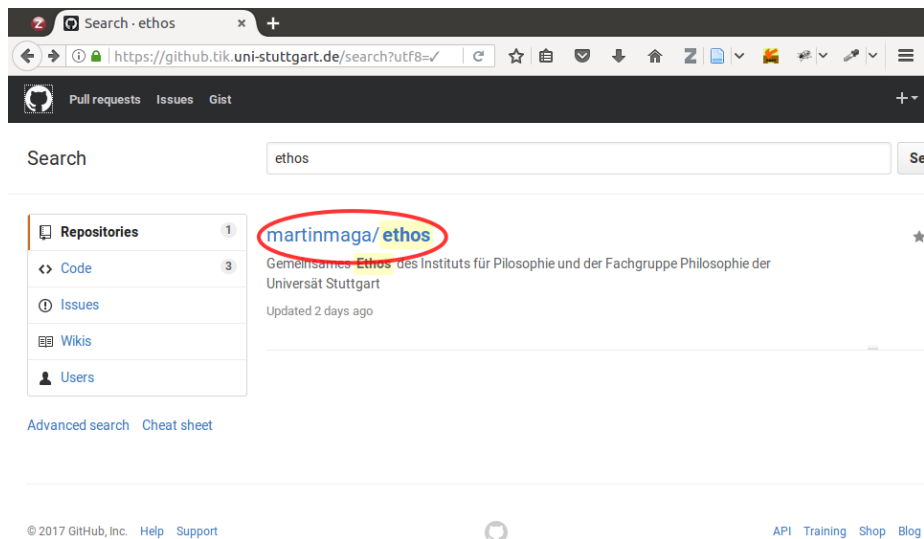 Search · ethos
https://github.tik.uni-stuttgart.de/search?utf8=✓
Pull requests Issues Gist
Search
ethos
Se
Repositories 1
martinmaga/ethos
Code 3
Gemeinsames Ethos des Instituts für Pilosophie und der Fachgruppe Philosophie der
Universät Stuttgart
Issues
Updated 2 days ago
Wikis
Users
Advanced search Cheat sheet
© 2017 GitHub, Inc. Help Support
API Training Shop Blog